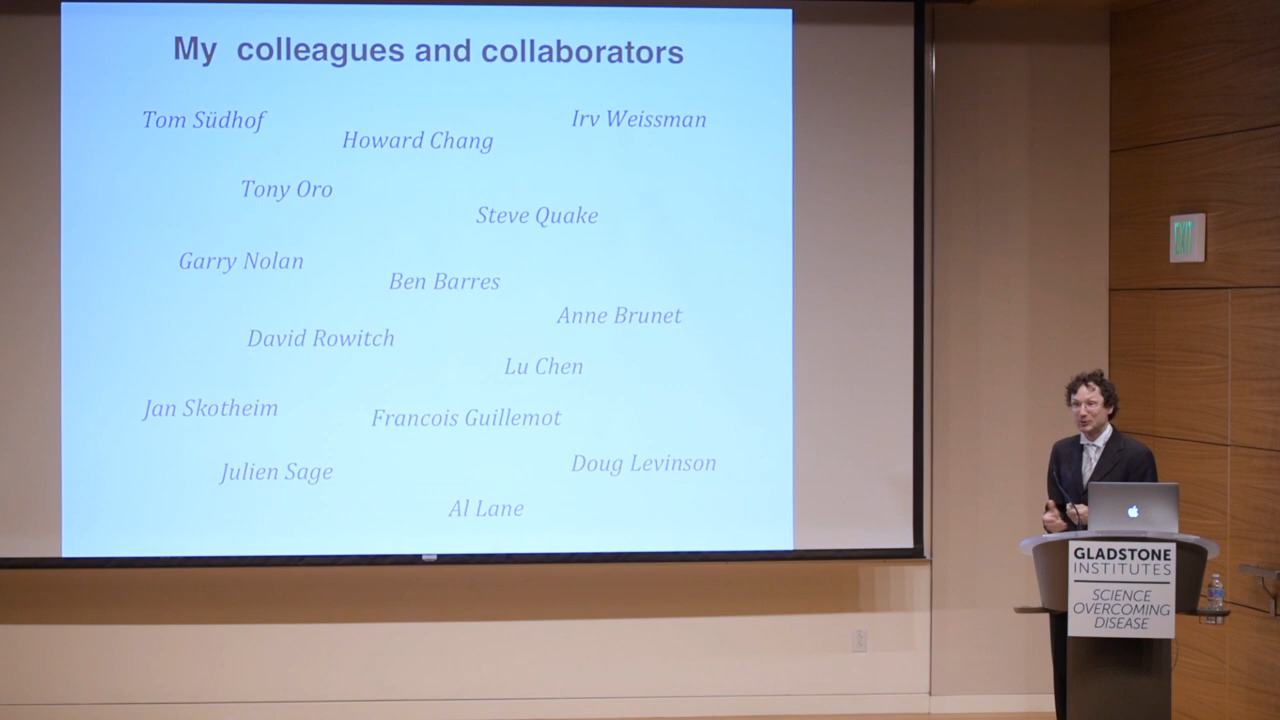 My colleagues and collaborators
Tom Südhof
Irv Weissman
Howard Chang
Tony Oro
Steve Quake
Garry Nolan
Ben Barres
Anne Brunet
David Rowitch
Lu Chen
Jan Skotheim
Francois Guillemot
Julien Sage
Doug Levinson
Al Lane
EXIT
GLADSTONE
INSTITUTES
SCIENCE
OVERCOMING
DISEASE